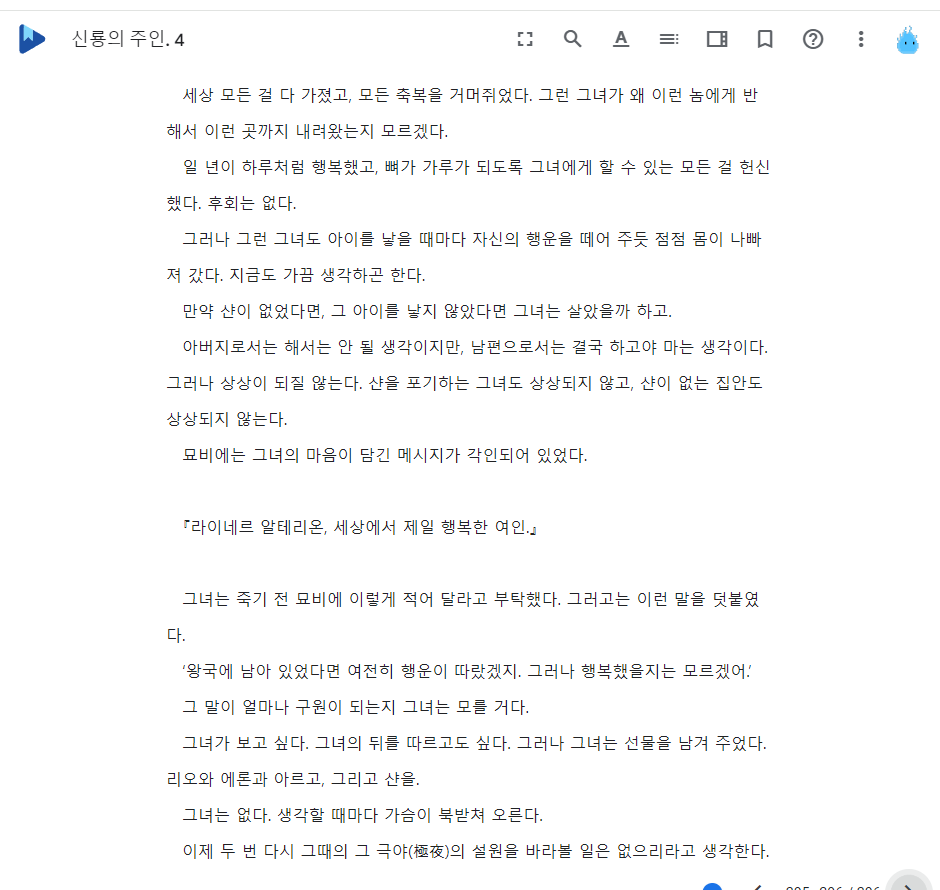 신룡의 주인. 4
세상 모든 걸 다 가졌고, 모든 축복을 거머쥐었다. 그런 그녀가 왜 이런 놈에게 반
해서 이런 곳까지 내려왔는지 모르겠다.
일 년이 하루처럼 행복했고, 뼈가 가루가 되도록 그녀에게 할 수 있는 모든 걸 헌신
했다. 후회는 없다.
그러나 그런 그녀도 아이를 낳을 때마다 자신의 행운을 떼어 주듯 점점 몸이 나빠
져 갔다. 지금도 가끔 생각하곤 한다.
만약 샨이 없었다면, 그 아이를 낳지 않았다면 그녀는 살았을까 하고.
아버지로서는 해서는 안 될 생각이지만, 남편으로서는 결국 하고야 마는 생각이다.
그러나 상상이 되질 않는다. 샨을 포기하는 그녀도 상상되지 않고, 샨이 없는 집안도
상상되지 않는다.
묘비에는 그녀의 마음이 담긴 메시지가 각인되어 있었다.
『라이네르 알테리온, 세상에서 제일 행복한 여인.』
그녀는 죽기 전 묘비에 이렇게 적어 달라고 부탁했다. 그러고는 이런 말을 덧붙였
다.
‘왕국에 남아 있었다면 여전히 행운이 따랐겠지. 그러나 행복했을지는 모르겠어.’
그 말이 얼마나 구원이 되는지 그녀는 모를 거다.
그녀가 보고 싶다. 그녀의 뒤를 따르고도 싶다. 그러나 그녀는 선물을 남겨 주었다.
리오와 에론과 아르고, 그리고 샨을.
그녀는 없다. 생각할 때마다 가슴이 북받쳐 오른다.
이제 두 번 다시 그때의 그 극야(極夜)의 설원을 바라볼 일은 없으리라고 생각한다.